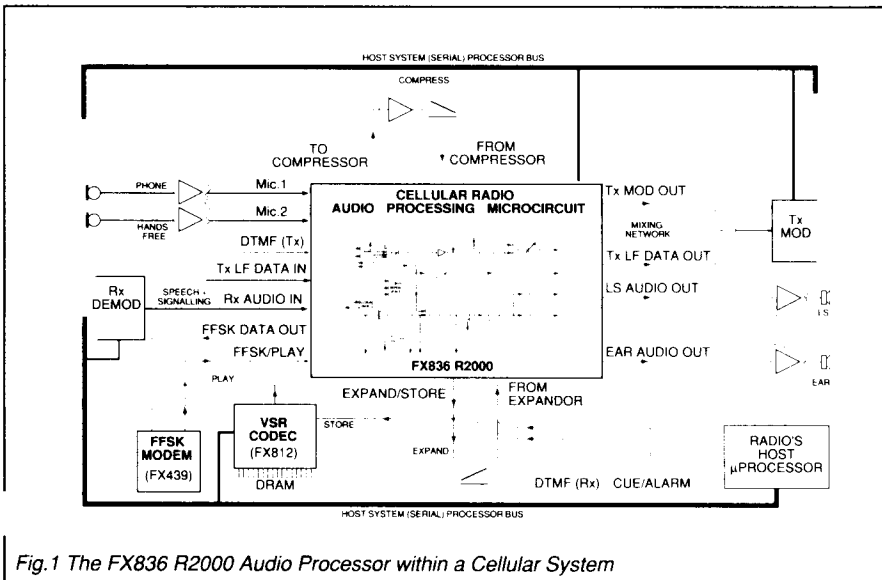 HOST SYSTEM (SERIAL) PROCESSOR BUS
COMPRESS
TO
COMPRESSOR
FROM
COMPRESSOR
PHONE
Mic.1
HANDS
FREE
Mic.2
DTMF (Tx)
Tx LF DATA IN
Rx
DEMOD
SPEECH +
SIGNALLING
Rx AUDIO IN
FFSK DATA OUT
FFSK/PLAY
PLAY
CELLULAR RADIO
AUDIO PROCESSING MICROCIRCUIT
FX836 R2000
Tx MOD OUT
MIXING
NETWORK
Tx
MOD
Tx LF DATA OUT
LS AUDIO OUT
LS
EAR AUDIO OUT
EAR
EXPAND/STORE
FROM
EXPANDOR
FFSK
MODEM
(FX439)
VSR
CODEC
(FX812)
STORE
DRAM
EXPAND
DTMF (Rx)
CUE/ALARM
RADIO'S
HOST
µPROCESSOR
HOST SYSTEM (SERIAL) PROCESSOR BUS
Fig.1 The FX836 R2000 Audio Processor within a Cellular System